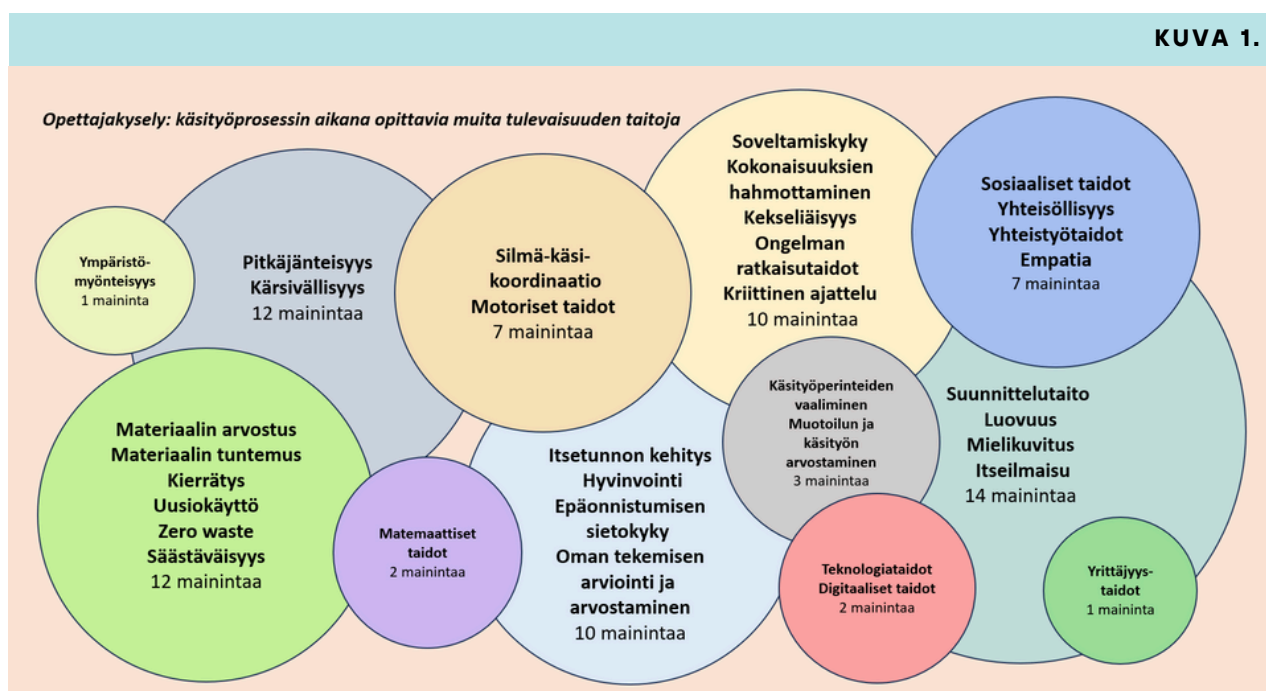 KUVA 1.
Opettajakysely: käsityöprosessin aikana opittavia muita tulevaisuuden taitoja
Ympäristö-
myönteisyys
1 maininta
Pitkäjänteisyys
Kärsivällisyys
12 mainintaa
Silmä-käsi-
koordinaatio
Motoriset taidot
7 mainintaa
Soveltamiskyky
Kokonaisuuksien
hahmottaminen
Kekseliäisyys
Ongelman
ratkaisutaidot
Kriittinen ajattelu
10 mainintaa
Sosiaaliset taidot
Yhteisöllisyys
Yhteistyötaidot
Empatia
7 mainintaa
Materiaalin arvostus
Materiaalin tuntemus
Kierrätys
Uusiokäyttö
Zero waste
Säästäväisyys
12 mainintaa
Matemaattiset
taidot
2 mainintaa
Itsetunnon kehitys
Hyvinvointi
Epäonnistumisen
sietokyky
Oman tekemisen
arviointi ja
arvostaminen
10 mainintaa
Käsityöperinteiden
vaaliminen
Muotoilun ja
käsityön
arvostaminen
3 mainintaa
Suunnittelutaito
Luovuus
Mielikuvitus
Itseilmaisu
14 mainintaa
Teknologiataidot
Digitaaliset taidot
2 mainintaa
Yrittäjyys-
taidot
1 maininta